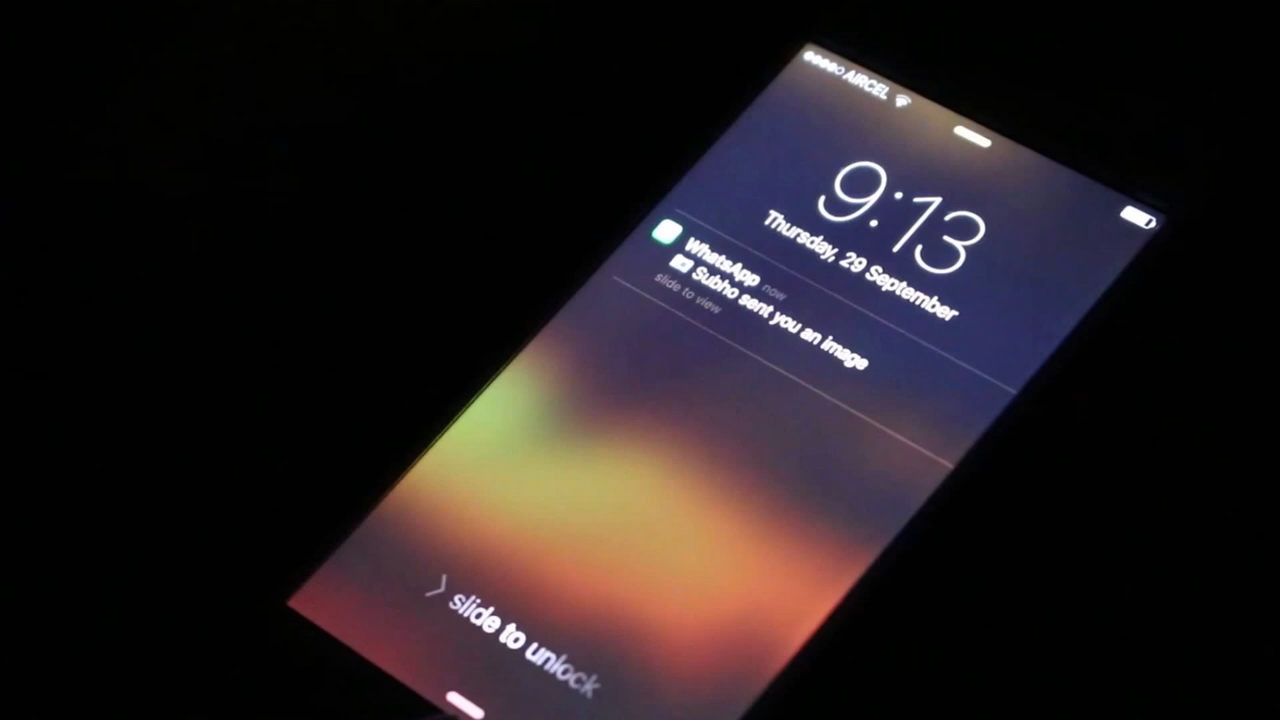 AIRCEL
9:13
Thursday, 29 September
WhatsApp now
Subho sent you an image
slide to view
slide to unlock